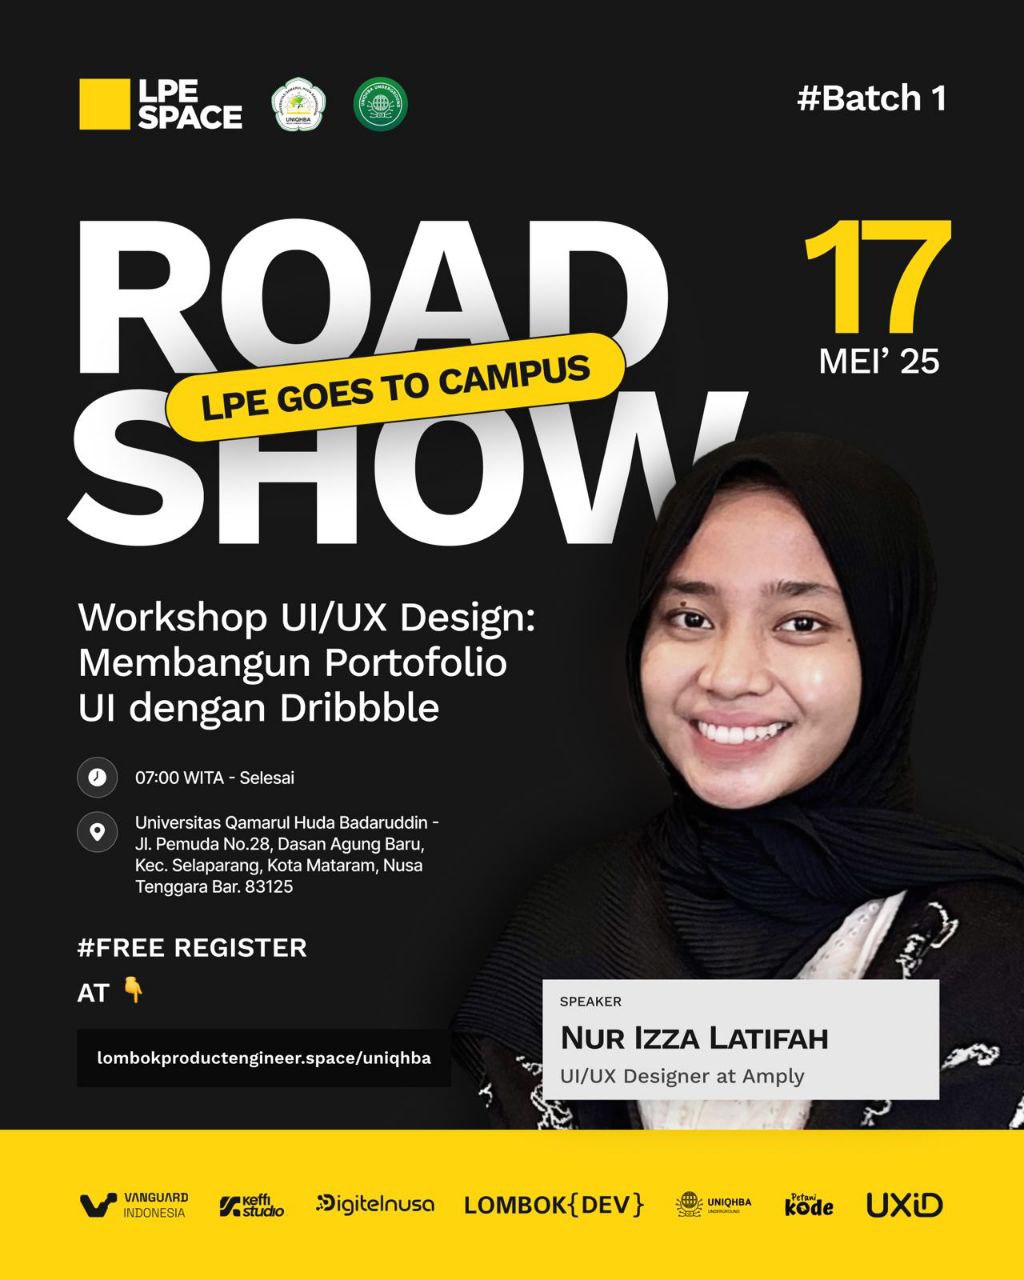 LPE
SPACE
UNIQHBA
#Batch 1
ROAD
SHOW
LPE GOES TO CAMPUS
17
MEI’ 25
Workshop UI/UX Design:
Membangun Portofolio
UI dengan Dribbble
07:00 WITA - Selesai
Universitas Qamarul Huda Badaruddin -
Jl. Pemuda No.28, Dasan Agung Baru,
Kec. Selaparang, Kota Mataram, Nusa
Tenggara Bar. 83125
#FREE REGISTER
AT 👇
lombokproductengineer.space/uniqhba
SPEAKER
NUR IZZA LATIFAH
UI/UX Designer at Amply
VANGUARD
INDONESIA
Keffi
studio
Digitelnusa
LOMBOK{DEV}
UNIQHBA
UNDERGROUND
Petani
kode
UXiD